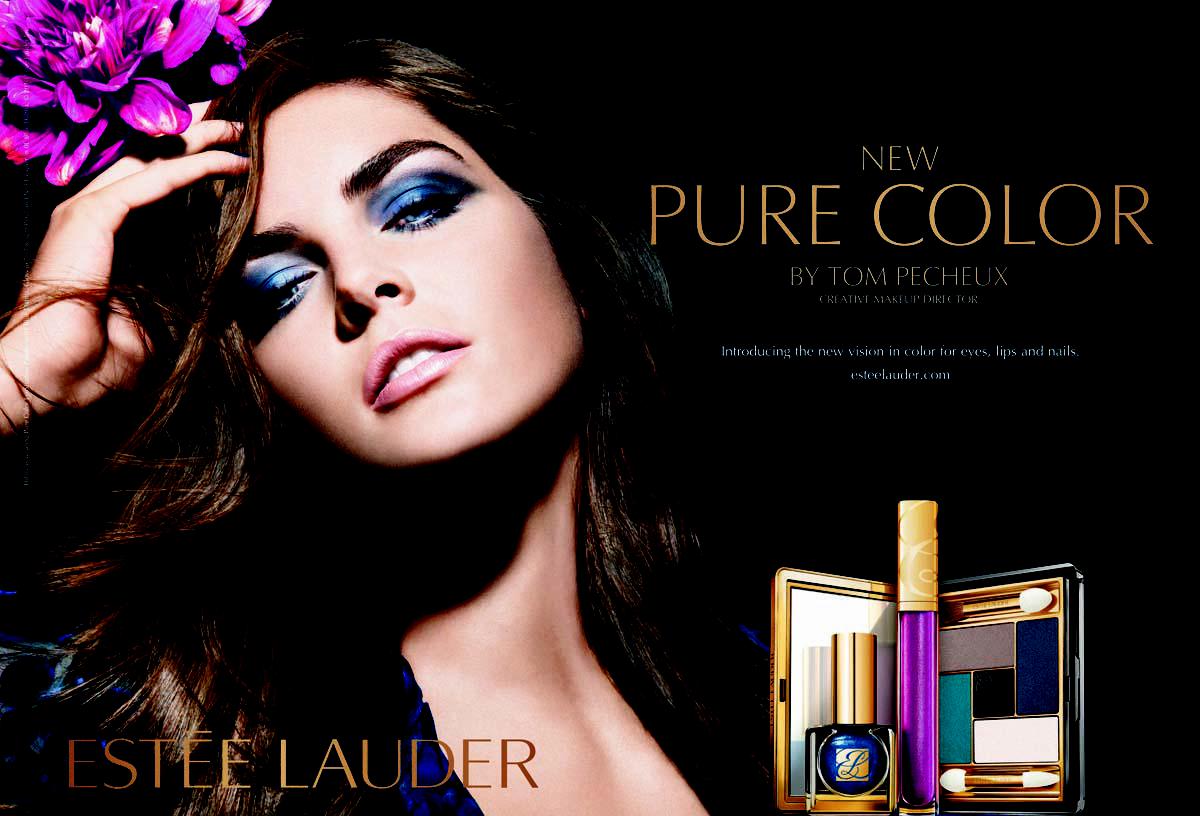 NEW
PURE COLOR
BY TOM PECHEUX
CREATIVE MAKEUP DIRECTOR
Introducing the new vision in color for eyes, lips and nails.
esteelauder.com
ESTÉE LAUDER